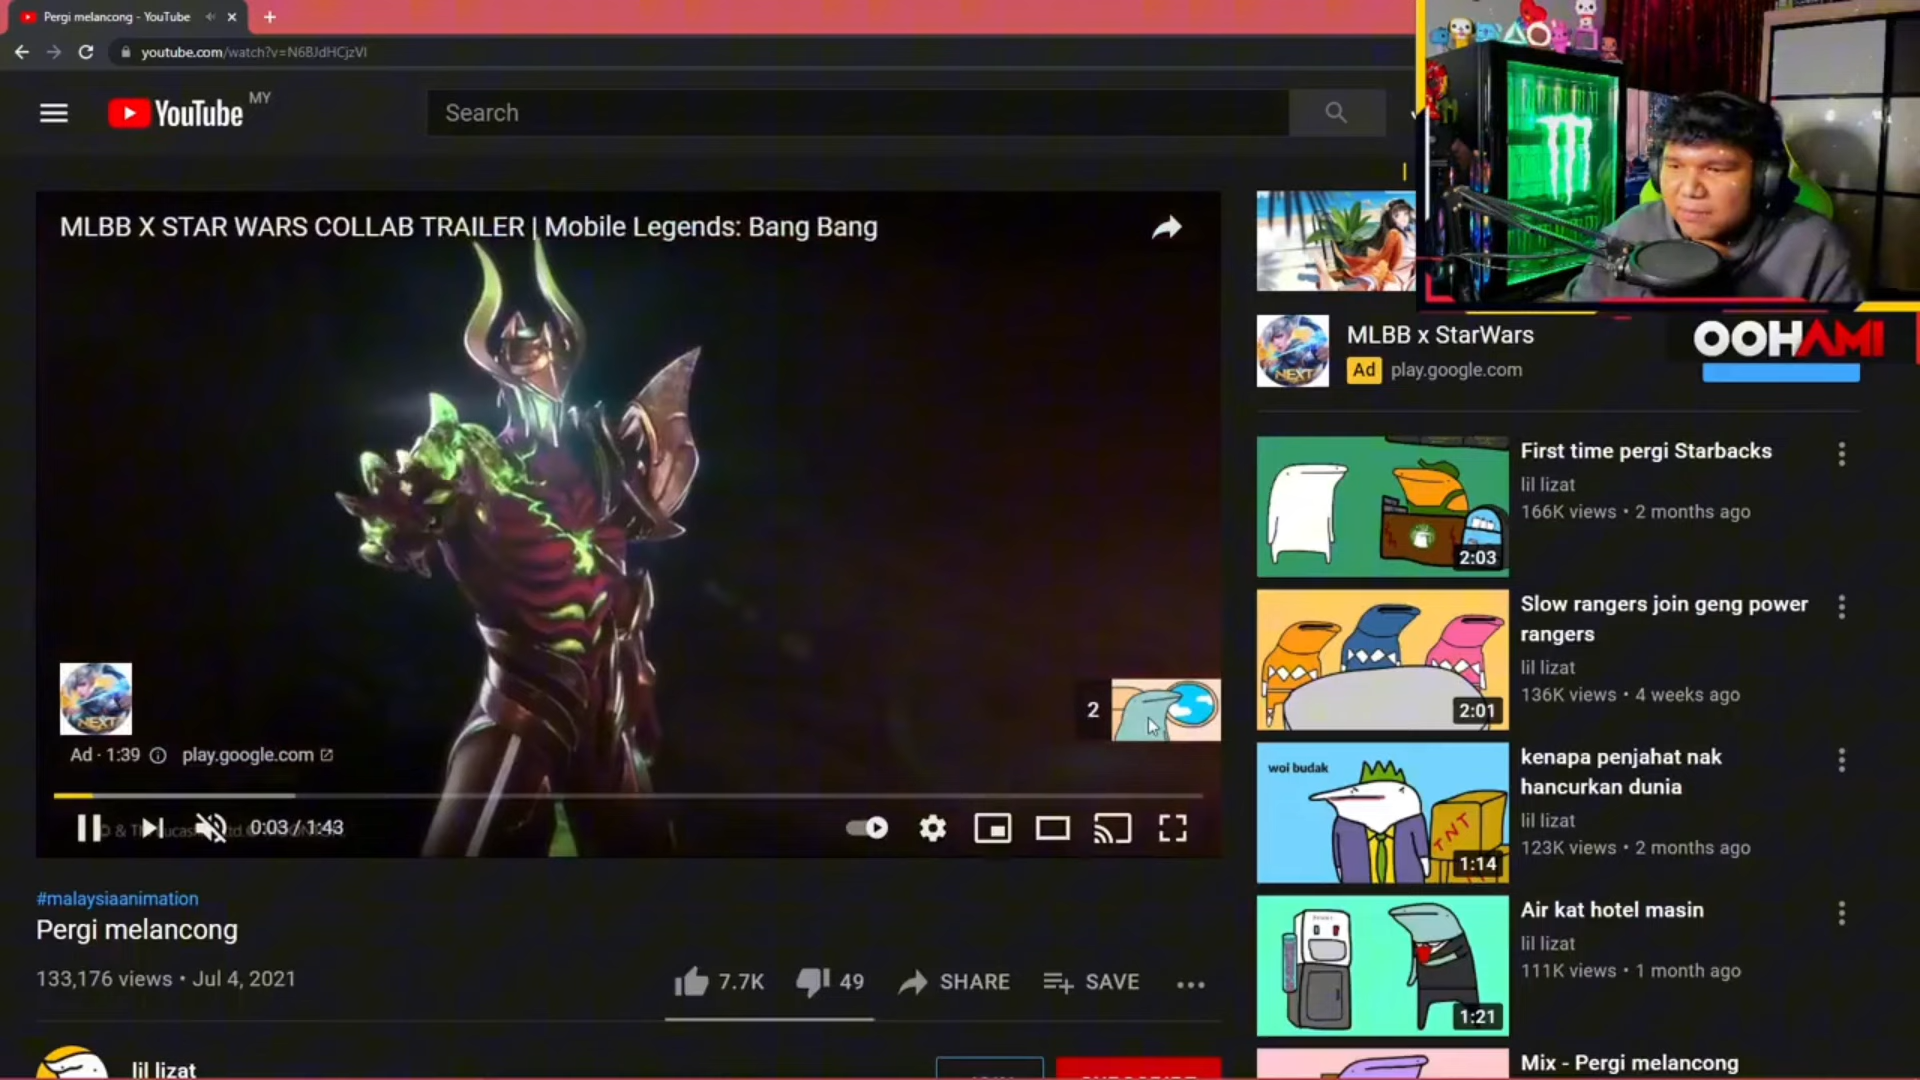 Pergi melancong - YouTube
youtube.com/watch?v=N6BJdHCjzVI
YouTube MY
Search
MLBB X STAR WARS COLLAB TRAILER | Mobile Legends: Bang Bang
NEXT
2
Ad · 1:39 play.google.com
0:03 / 1:43
#malaysiaanimation
Pergi melancong
133,176 views • Jul 4, 2021
7.7K 49 SHARE SAVE
lil lizat
OOHAMI
MLBB x StarWars
Ad play.google.com
NEXT
First time pergi Starbacks
lil lizat
166K views • 2 months ago
2:03
Slow rangers join geng power
rangers
lil lizat
136K views • 4 weeks ago
2:01
woi budak
TNT
kenapa penjahat nak
hancurkan dunia
lil lizat
123K views • 2 months ago
1:14
Air kat hotel masin
lil lizat
111K views • 1 month ago
1:21
Mix - Pergi melancong